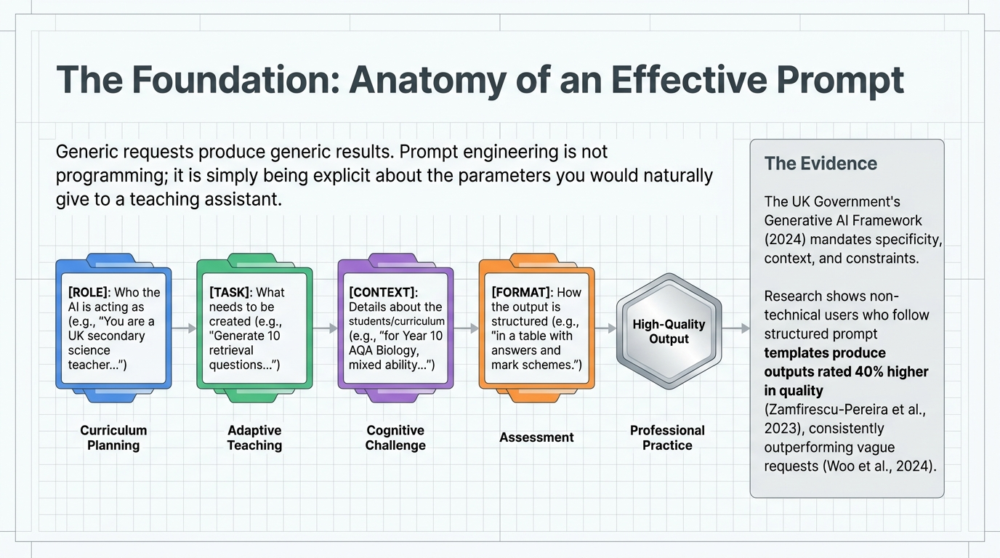 The Foundation: Anatomy of an Effective Prompt
Generic requests produce generic results. Prompt engineering is not
programming; it is simply being explicit about the parameters you would naturally
give to a teaching assistant.
[ROLE]: Who the
AI is acting as
(e.g., “You are a
UK secondary
science
teacher...”)
Curriculum
Planning
[TASK]: What
needs to be
created (e.g.,
“Generate 10
retrieval
questions...”)
Adaptive
Teaching
[CONTEXT]:
Details about the
students/curriculum
(e.g., “for Year 10
AQA Biology,
mixed ability...”)
Cognitive
Challenge
[FORMAT]: How
the output is
structured (e.g.,
“in a table with
answers and
mark schemes.”)
Assessment
High-Quality
Output
Professional
Practice
The Evidence
The UK Government's
Generative AI Framework
(2024) mandates specificity,
context, and constraints.
Research shows non-
technical users who follow
structured prompt
templates produce
outputs rated 40% higher
in quality
(Zamfirescu-Pereira et al.,
2023), consistently
outperforming vague
requests (Woo et al., 2024).